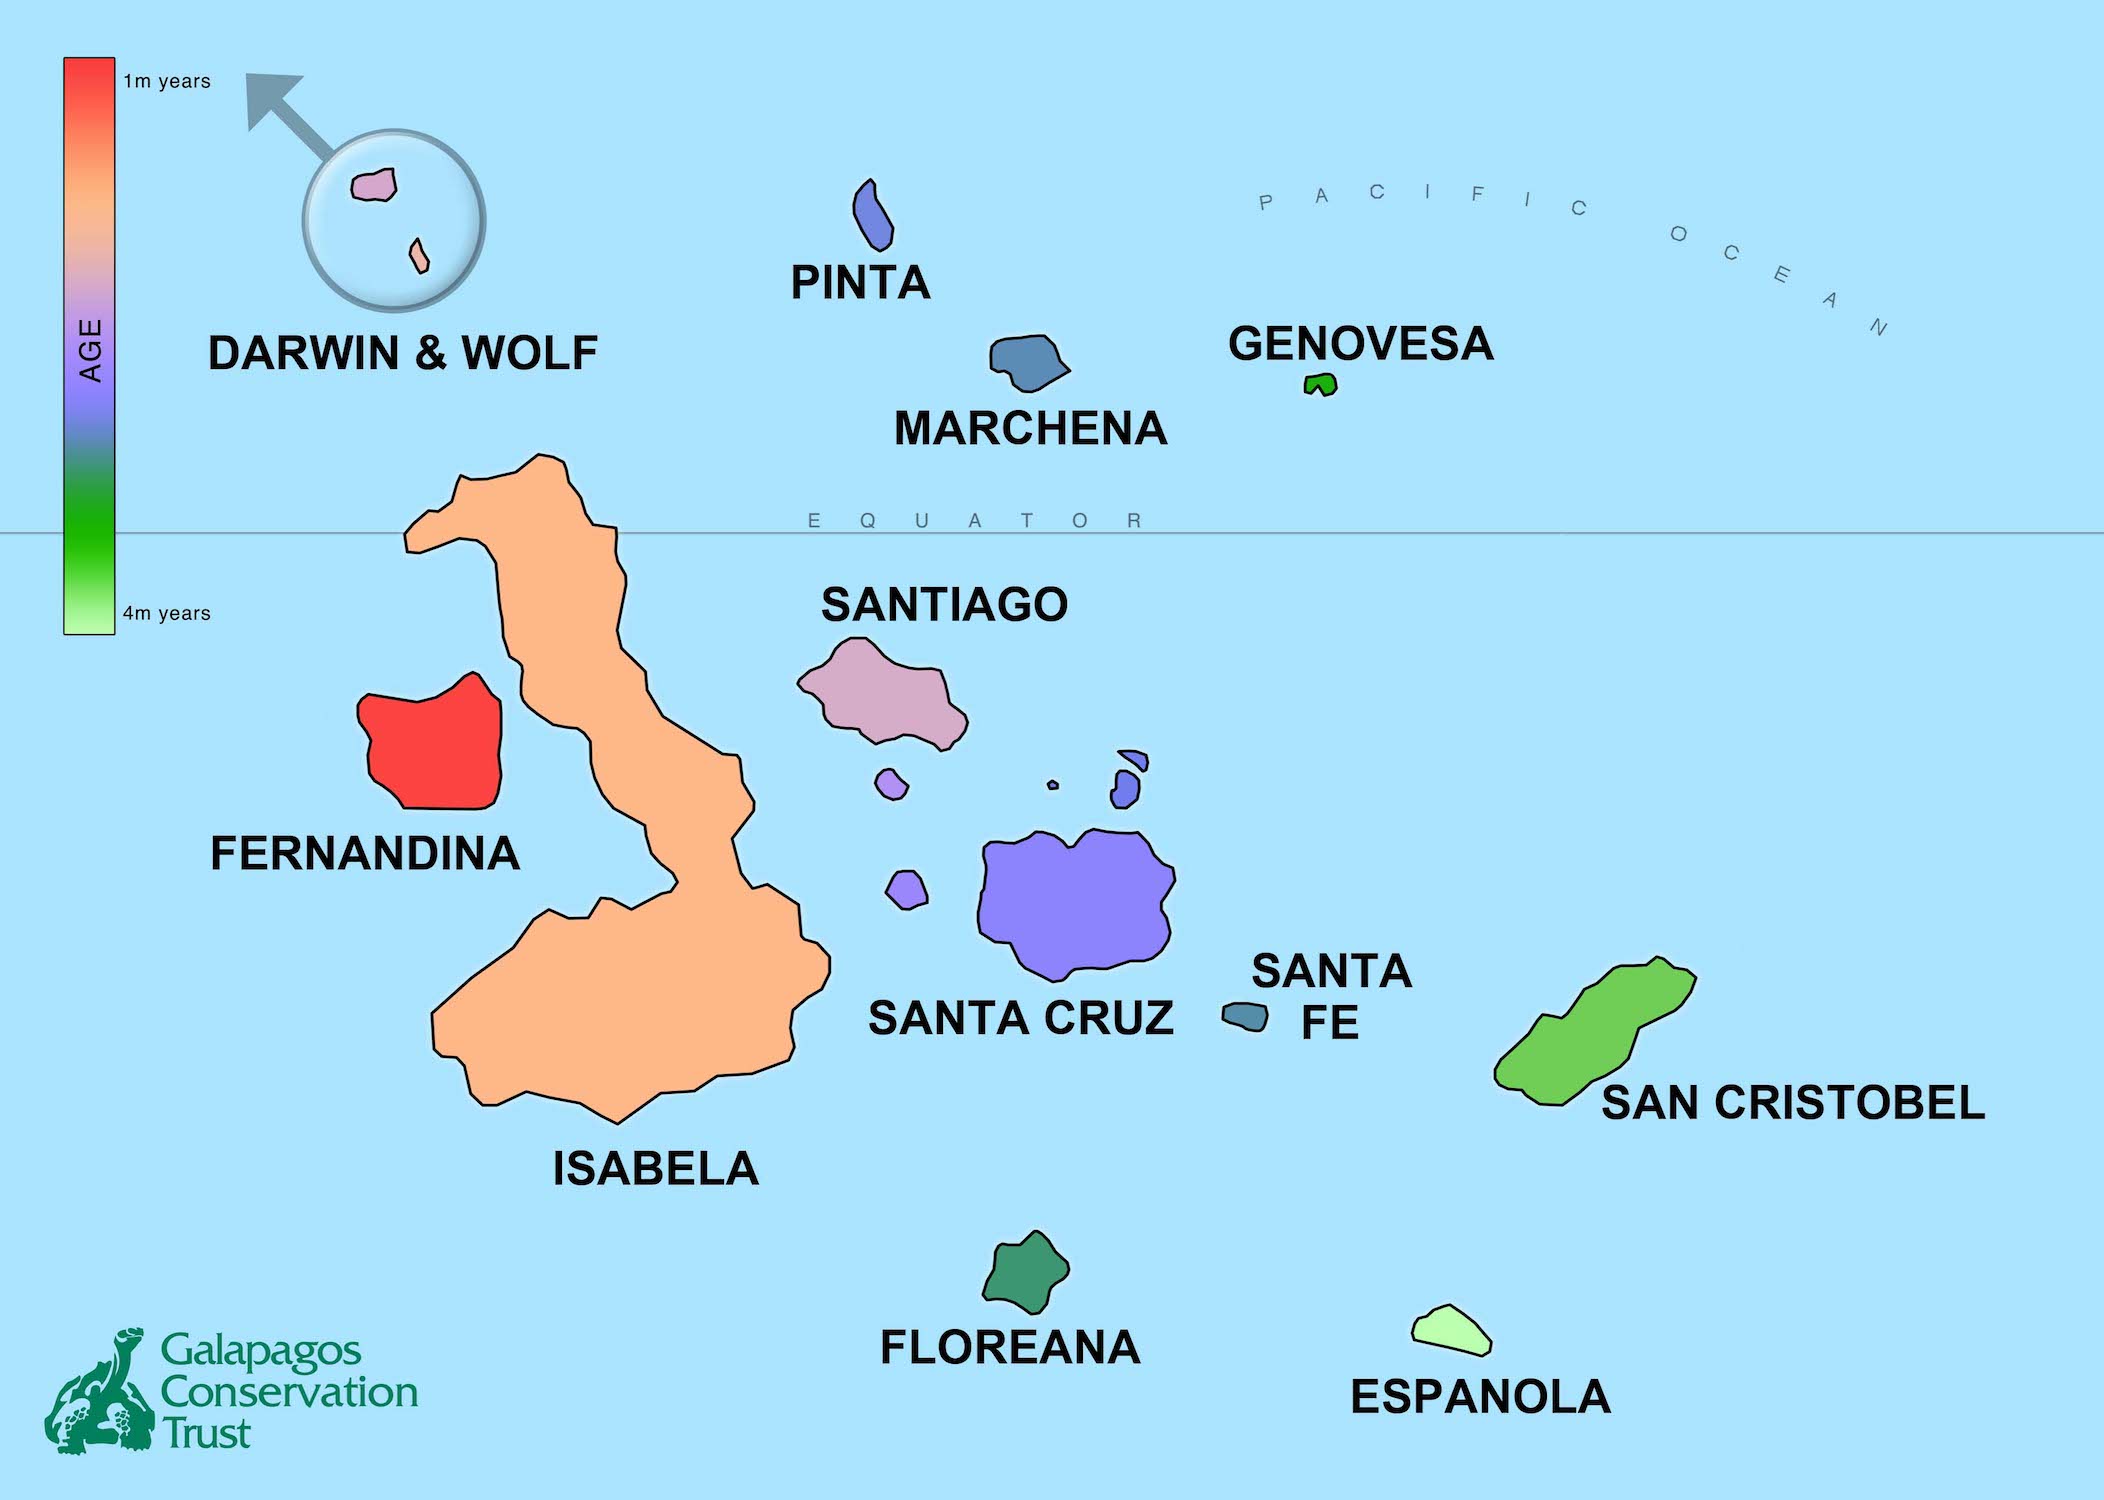 1m years
AGE
4m years
DARWIN & WOLF
PINTA
PACIFIC OCEAN
GENOVESA
MARCHENA
EQUATOR
SANTIAGO
FERNANDINA
SANTA CRUZ
SANTA
FE
SAN CRISTOBEL
ISABELA
FLOREANA
ESPANOLA
Galapagos
Conservation
Trust